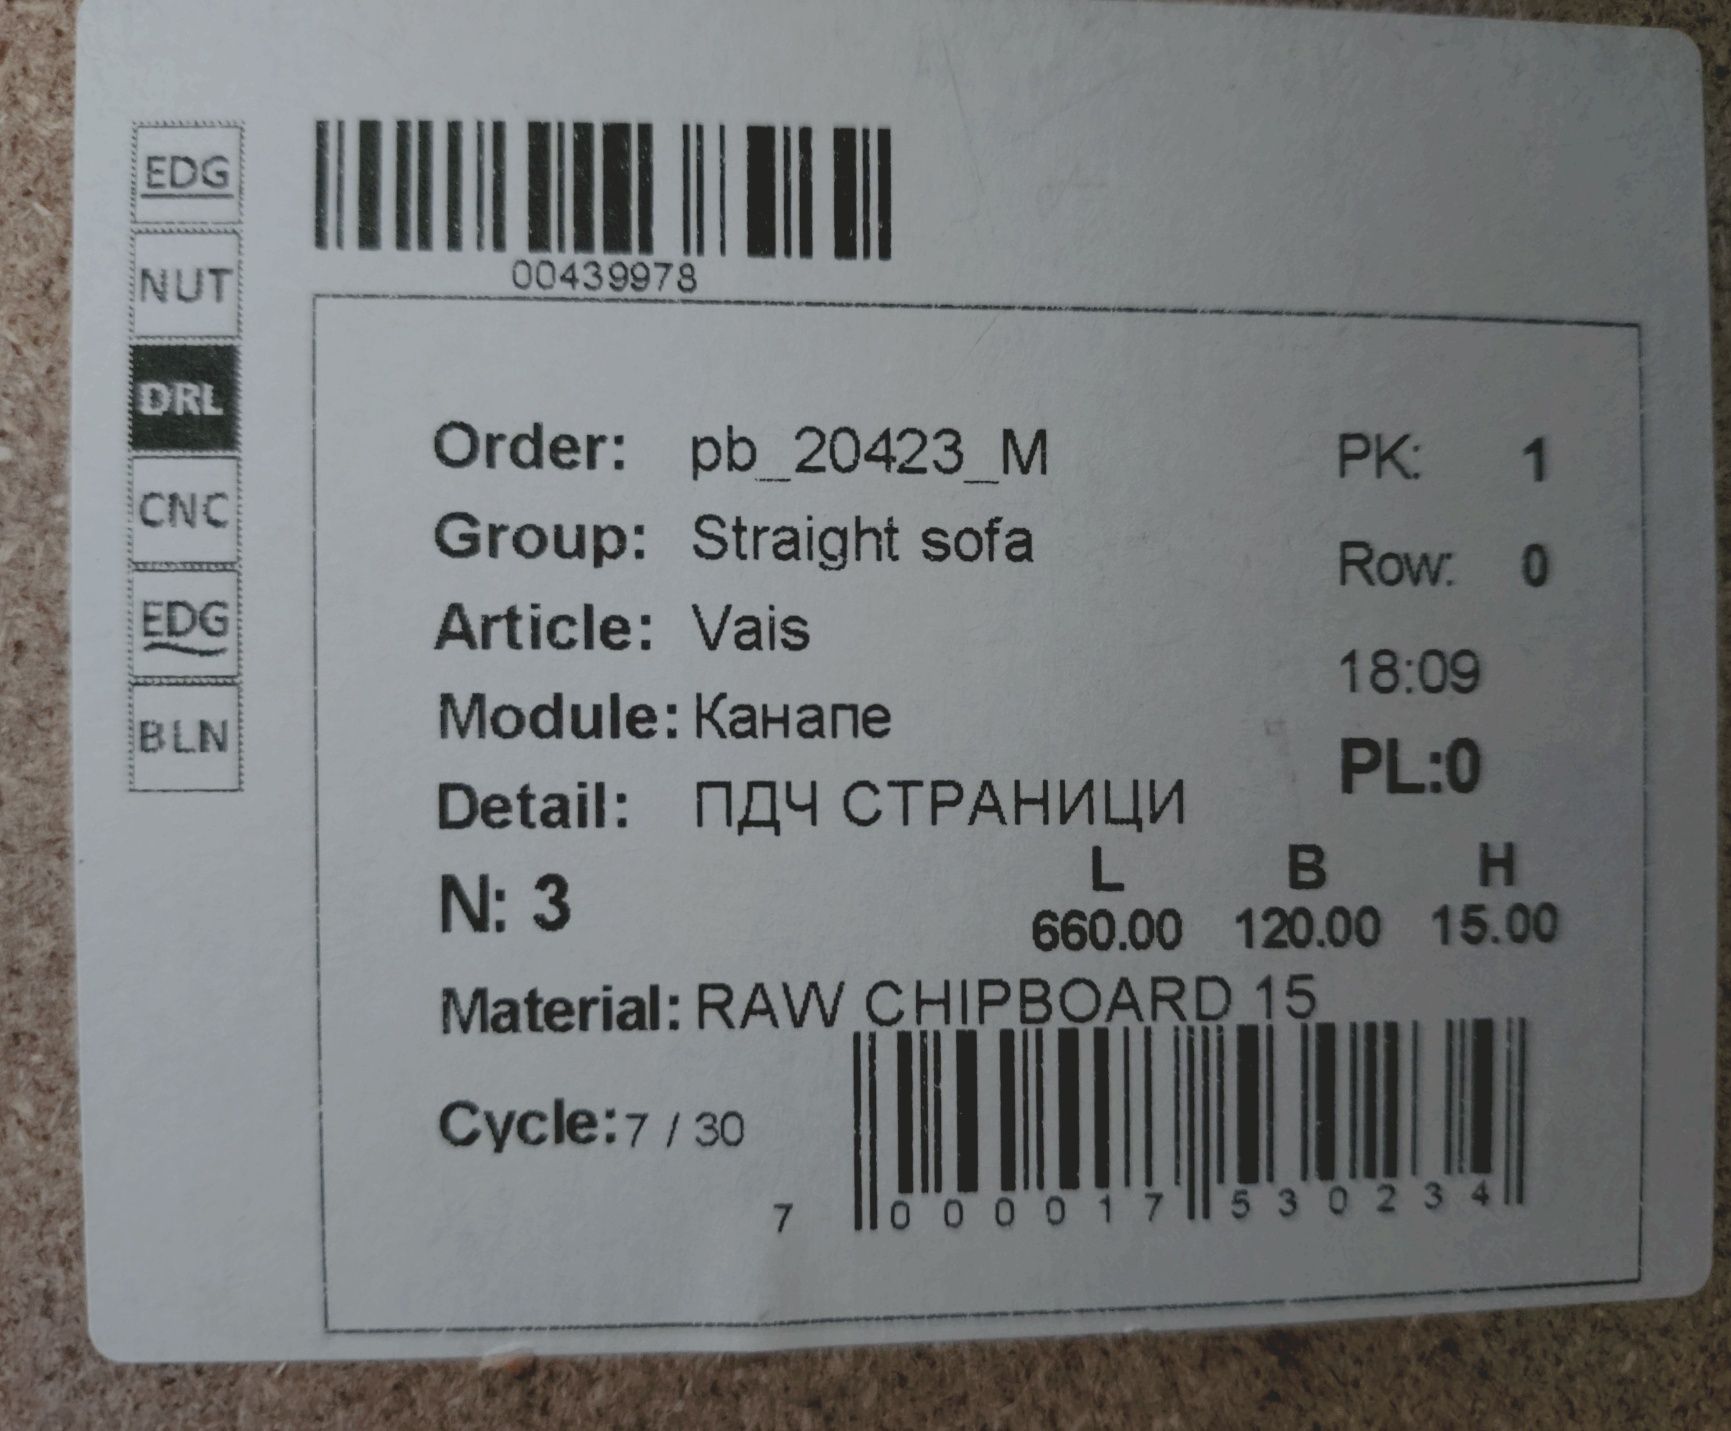 EDG
NUT
DRL
CNC
EDG
BLN
00439978
Order: pb_20423_M PK: 1
Group: Straight sofa Row: 0
Article: Vais 18:09
Module: Канапе PL:0
Detail: ПДЧ СТРАНИЦИ
N: 3 L B H
660.00 120.00 15.00
Material: RAW CHIPBOARD 15
Cycle: 7 / 30
7 000017 530234